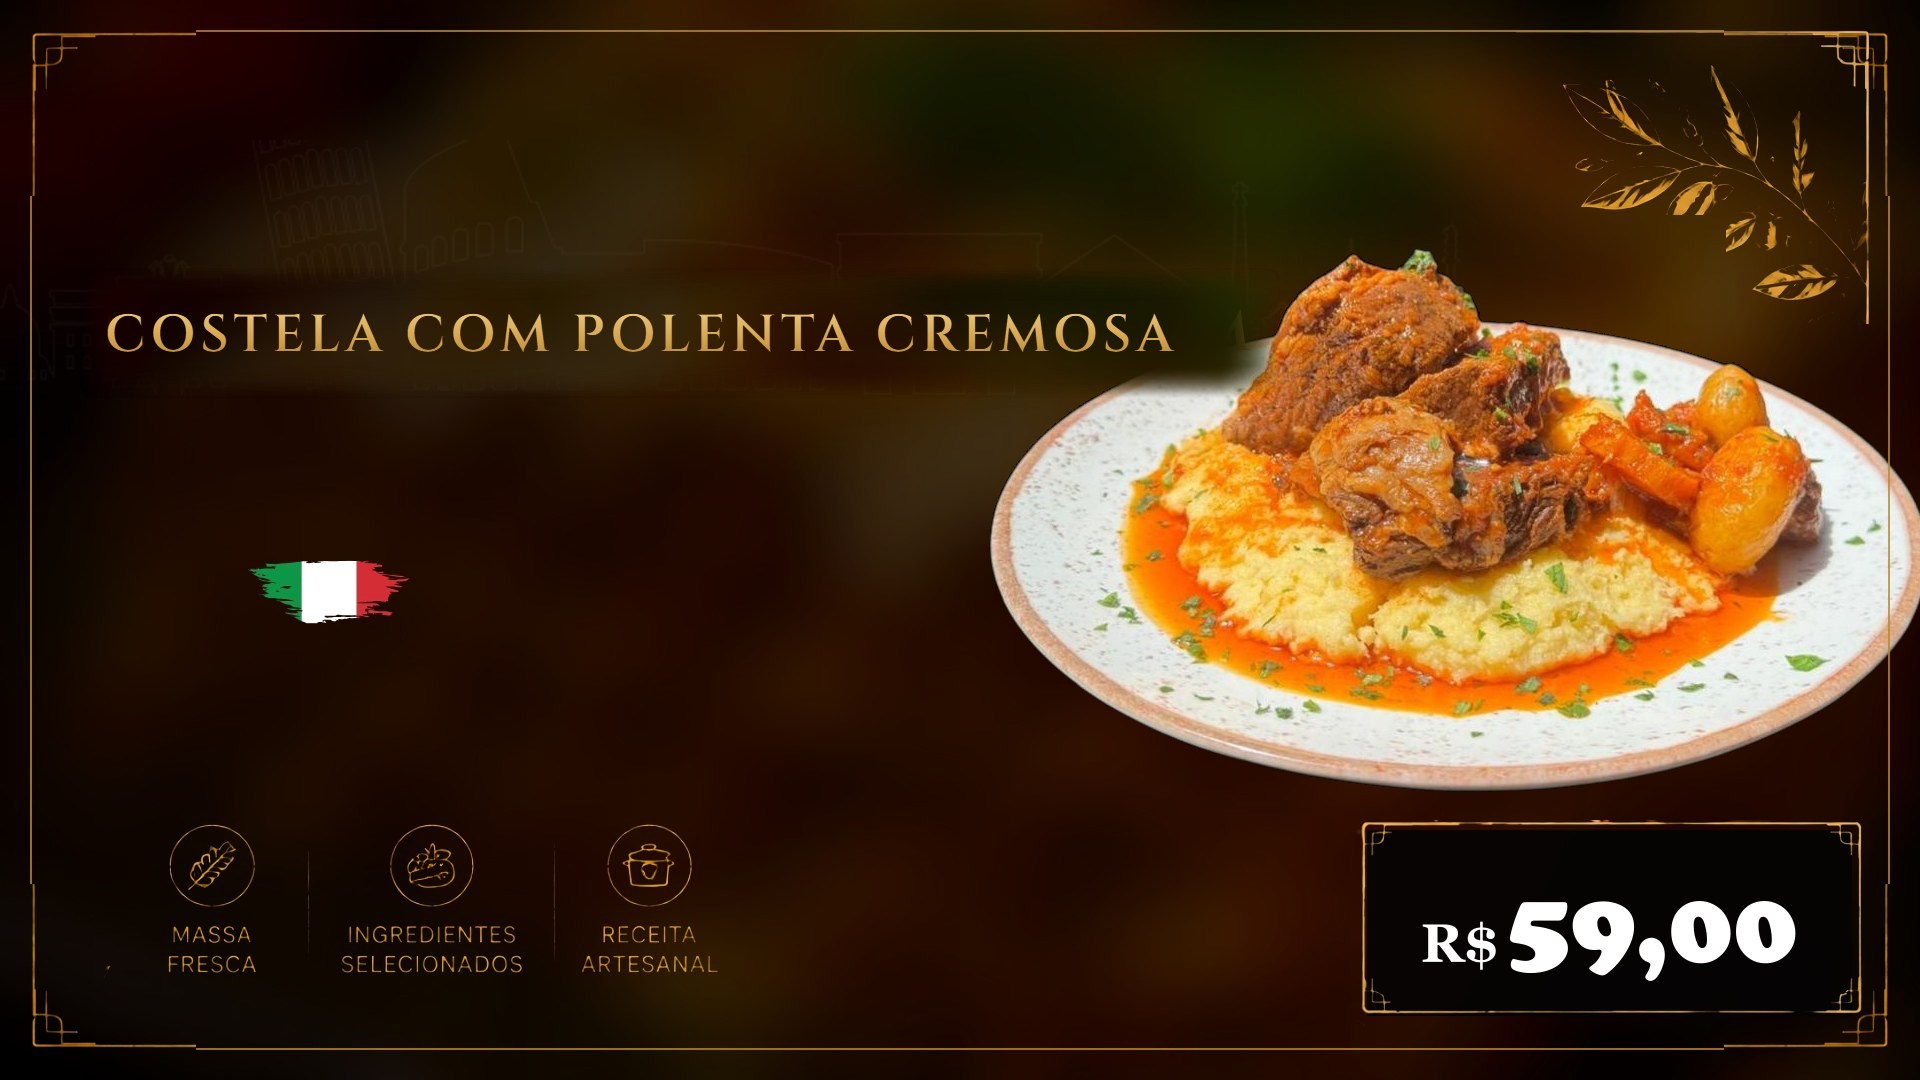 COSTELA COM POLENTA CREMOSA
MASSA
FRESCA
INGREDIENTES
SELECIONADOS
RECEITA
ARTESANAL
R$ 59,00